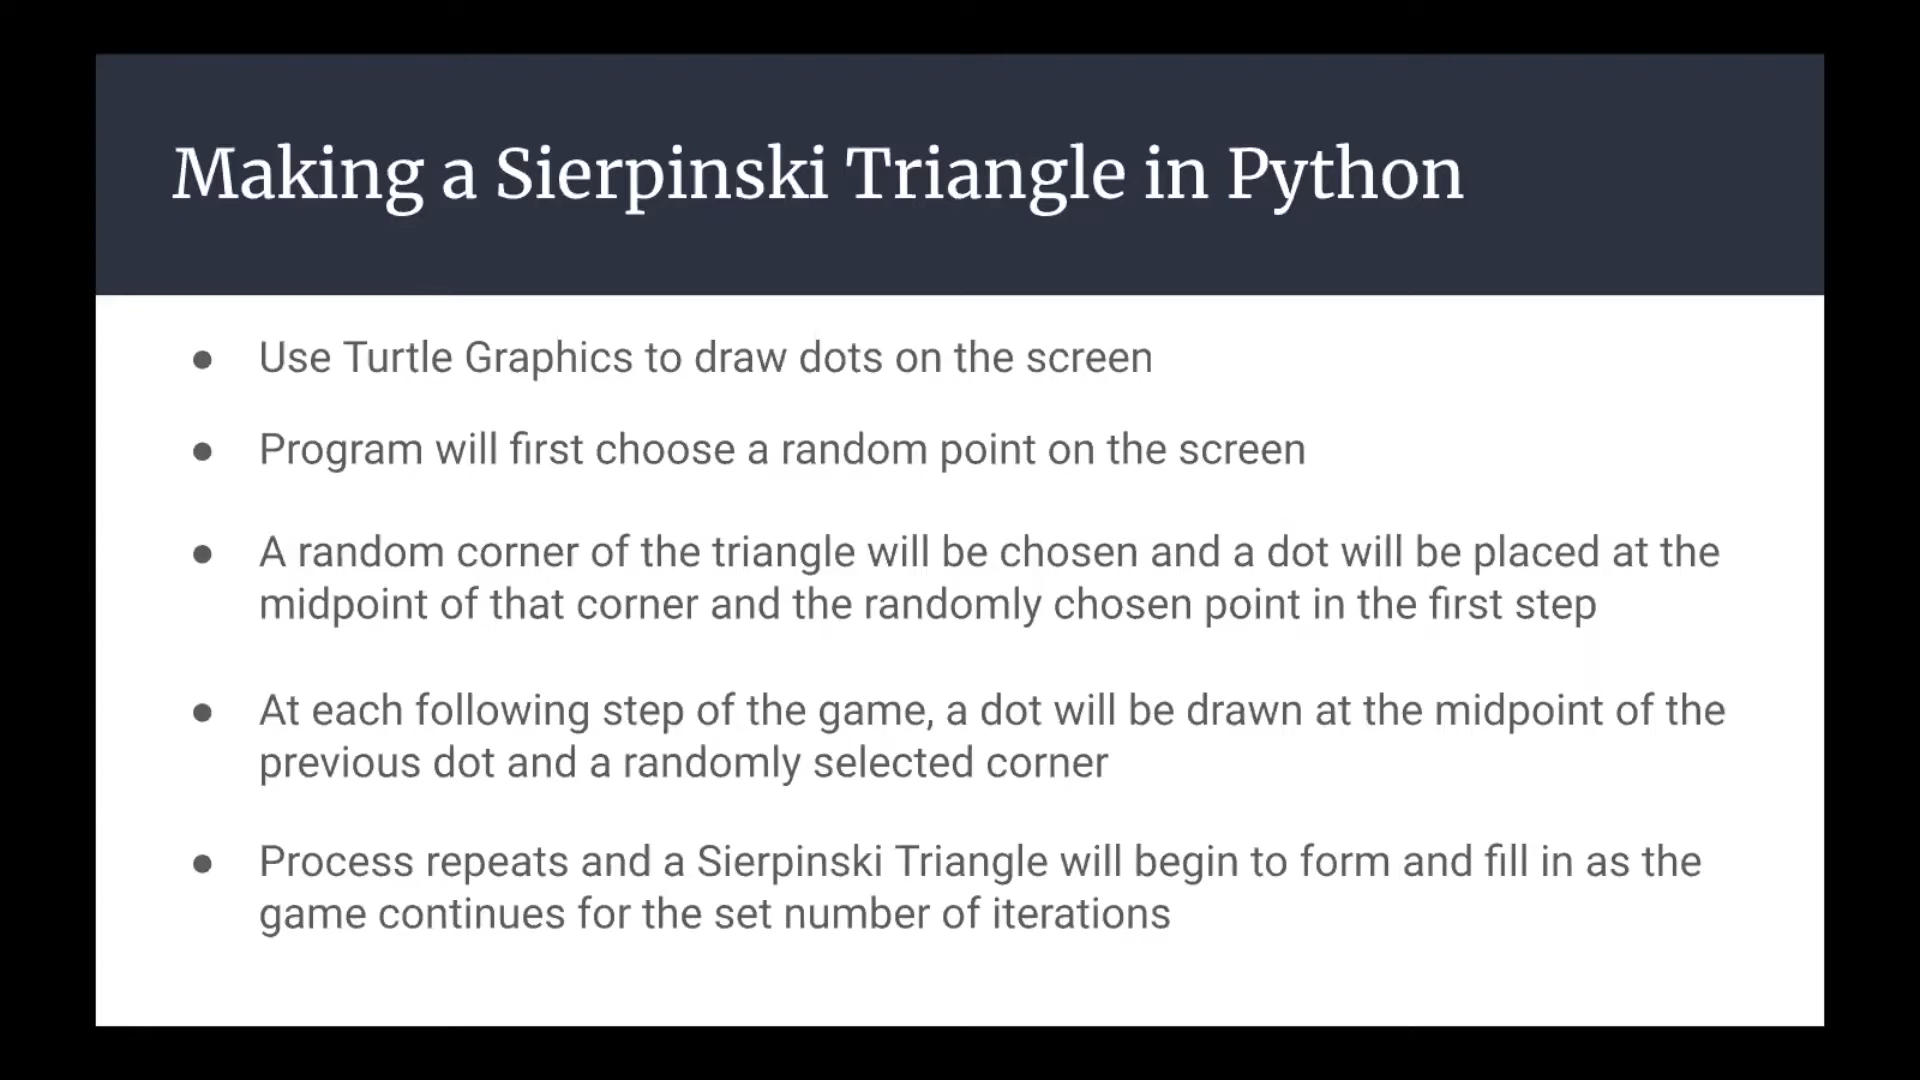 Making a Sierpinski Triangle in Python
● Use Turtle Graphics to draw dots on the screen
● Program will first choose a random point on the screen
● A random corner of the triangle will be chosen and a dot will be placed at the
midpoint of that corner and the randomly chosen point in the first step
● At each following step of the game, a dot will be drawn at the midpoint of the
previous dot and a randomly selected corner
● Process repeats and a Sierpinski Triangle will begin to form and fill in as the
game continues for the set number of iterations